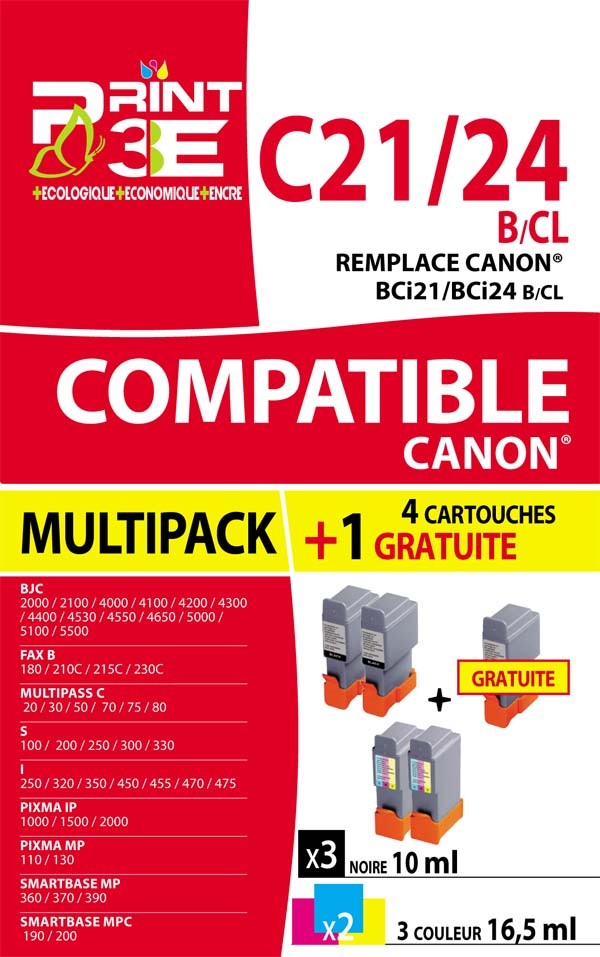 PRINT
3E
+ECOLOGIQUE+ECONOMIQUE+ENCRE
C21/24
B/CL
REMPLACE CANON®
BCi21/BCi24 B/CL
COMPATIBLE
CANON®
MULTIPACK
4 CARTOUCHES
+1 GRATUITE
BJC
2000 / 2100 / 4000 / 4100 / 4200 / 4300
/ 4400 / 4530 / 4550 / 4650 / 5000 /
5100 / 5500
FAX B
180 / 210C / 215C / 230C
MULTIPASS C
20 / 30 / 50 / 70 / 75 / 80
S
100 / 200 / 250 / 300 / 330
I
250 / 320 / 350 / 450 / 455 / 470 / 475
PIXMA IP
1000 / 1500 / 2000
PIXMA MP
110 / 130
SMARTBASE MP
360 / 370 / 390
SMARTBASE MPC
190 / 200
+
GRATUITE
x3 NOIRE 10 ml
x2 3 COULEUR 16,5 ml